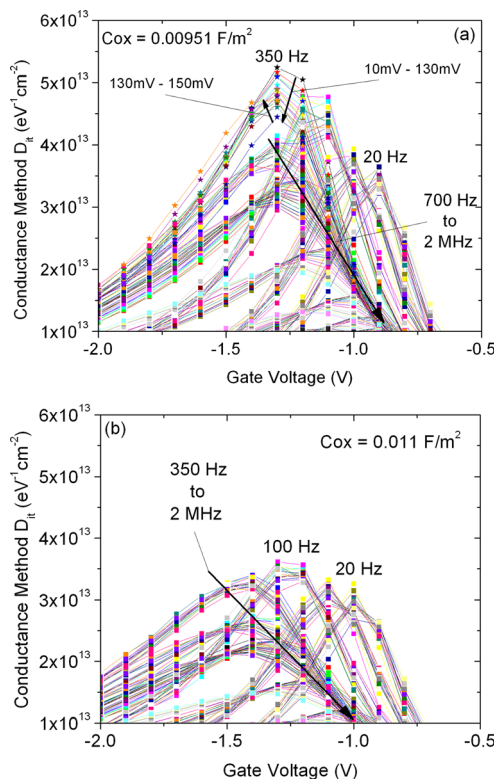 Cox = 0.00951 F/m²
(a)
350 Hz
130mV - 150mV
10mV - 130mV
20 Hz
700 Hz
to
2 MHz
Conductance Method D_it (eV⁻¹cm⁻²)
6x10¹³
5x10¹³
4x10¹³
3x10¹³
2x10¹³
1x10¹³
-2.0 -1.5 -1.0 -0.5
Gate Voltage (V)
(b)
Cox = 0.011 F/m²
350 Hz
to
2 MHz
100 Hz
20 Hz
Conductance Method D_it (eV⁻¹cm⁻²)
6x10¹³
5x10¹³
4x10¹³
3x10¹³
2x10¹³
1x10¹³
-2.0 -1.5 -1.0 -0.5
Gate Voltage (V)